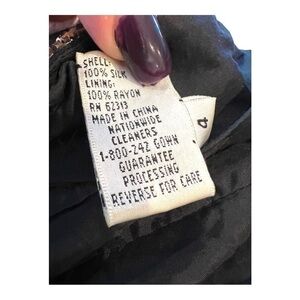 SHELL:
100% SILK
LINING:
100% RAYON
RN 62313
MADE IN CHINA
NATIONWIDE
CLEANERS
1-800-242 GOWN
GUARANTEE
PROCESSING
REVERSE FOR CARE
4